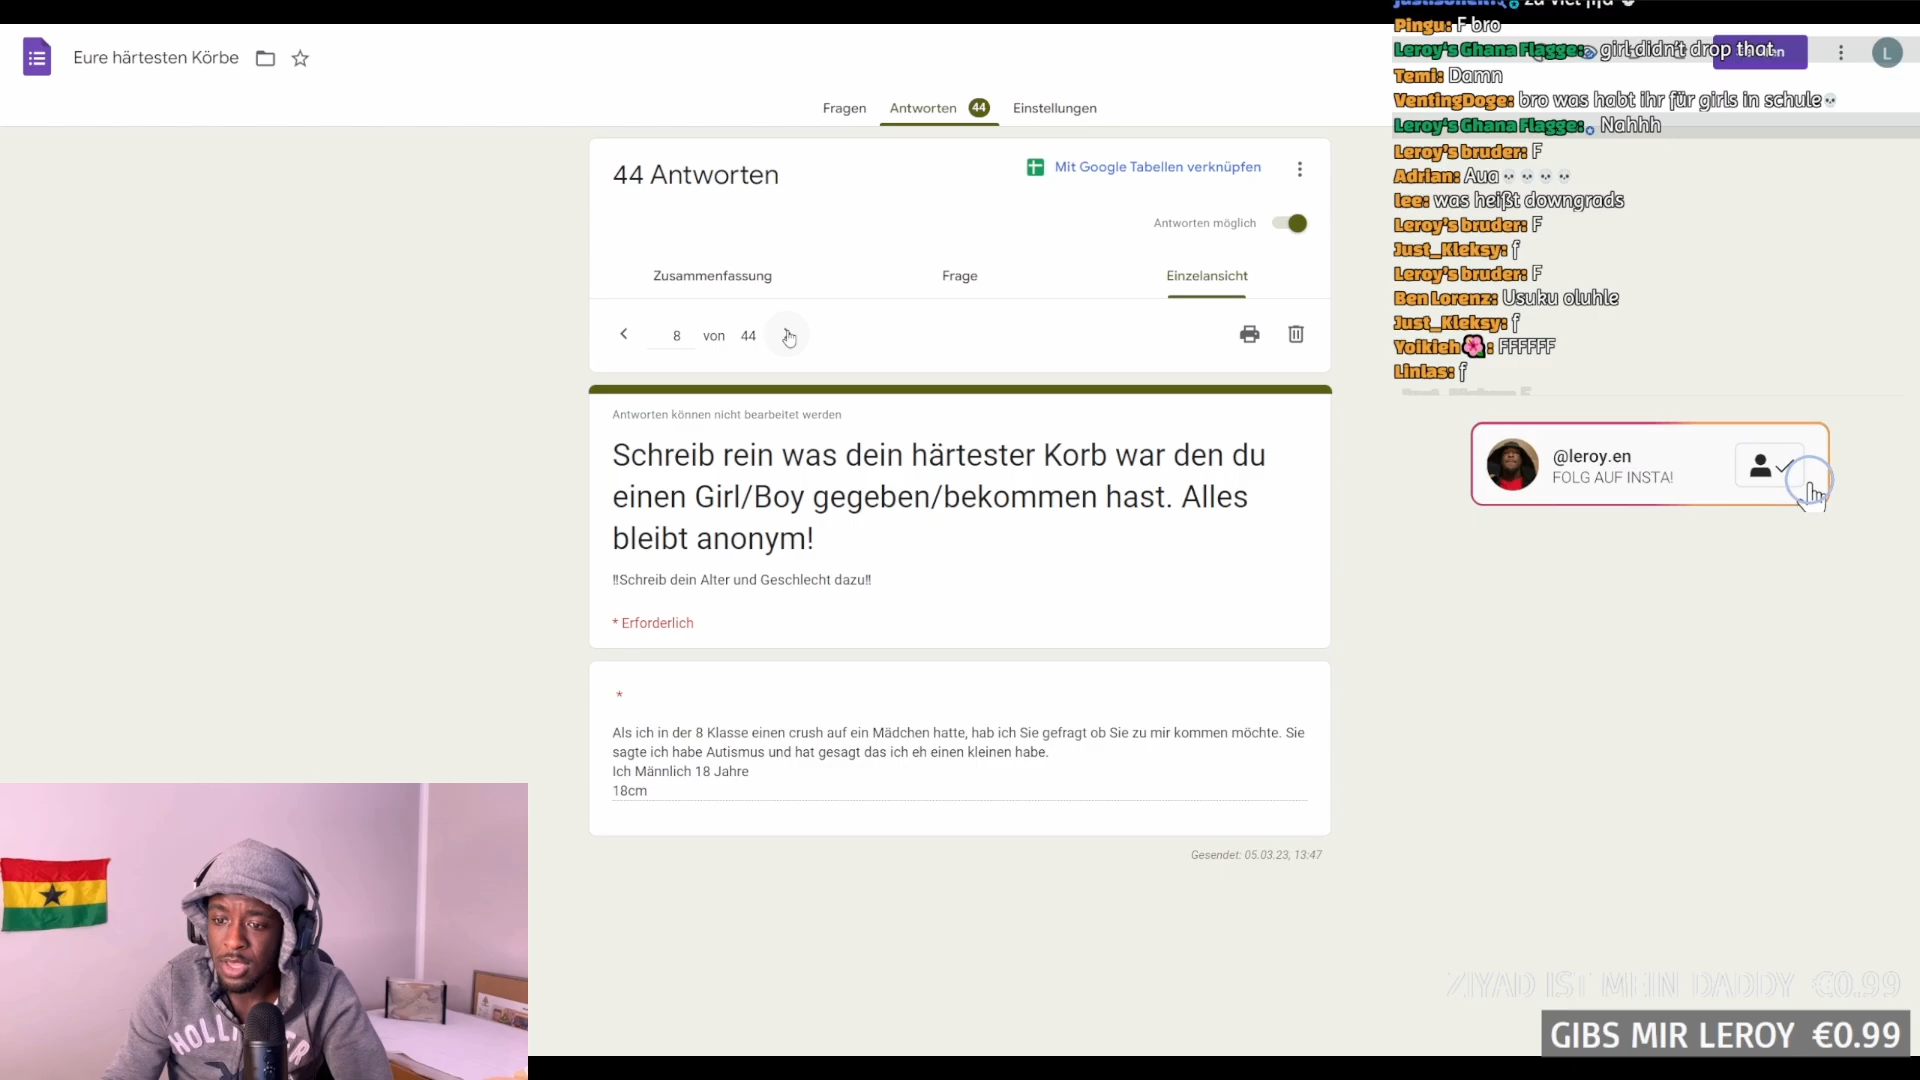 Eure härtesten Körbe
Fragen
Antworten 44
Einstellungen
44 Antworten
Mit Google Tabellen verknüpfen
Antworten möglich
Zusammenfassung
Frage
Einzelansicht
8 von 44
Antworten können nicht bearbeitet werden
Schreib rein was dein härtester Korb war den du
einen Girl/Boy gegeben/bekommen hast. Alles
bleibt anonym!
‼Schreib dein Alter und Geschlecht dazu‼
* Erforderlich
*
Als ich in der 8 Klasse einen crush auf ein Mädchen hatte, hab ich Sie gefragt ob Sie zu mir kommen möchte. Sie
sagte ich habe Autismus und hat gesagt das ich eh einen kleinen habe.
Ich Männlich 18 Jahre
18cm
Gesendet: 05.03.23, 13:47
Pingu: F bro
Leroy's Ghana Flagge: girl didn't drop that
L
Temi: Damn
VentingDoge: bro was habt ihr für girls in schule💀
Leroy's Ghana Flagge: Nahhh
Leroy's bruder: F
Adrian: Aua💀💀💀💀
lee: was heißt downgrads
Leroy's bruder: F
Just_Kleksy: f
Leroy's bruder: F
Ben Lorenz: Usuku oluhle
Just_Kleksy: f
Yoikieh🌺: FFFFFF
Linlas: f
@leroy.en
FOLG AUF INSTA!
ZIYAD IST MEIN DADDY €0.99
GIBS MIR LEROY €0.99